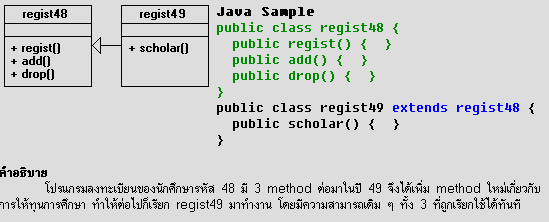 regist48
+ regist()
+ add()
+ drop()
regist49
+ scholar()
Java Sample
public class regist48 {
public regist() { }
public add() { }
public drop() { }
}
public class regist49 extends regist48 {
public scholar() { }
}
คำอธิบาย
โปรแกรมลงทะเบียนของนักศึกษารหัส 48 มี 3 method ต่อมาในปี 49 จึงได้เพิ่ม method ใหม่เกี่ยวกับ
การให้ทุนการศึกษา ทำให้ต่อไปก็เรียก regist49 มาทำงาน โดยมีความสามารถเดิม ๆ ทั้ง 3 ที่ถูกเรียกใช้ได้ทันที